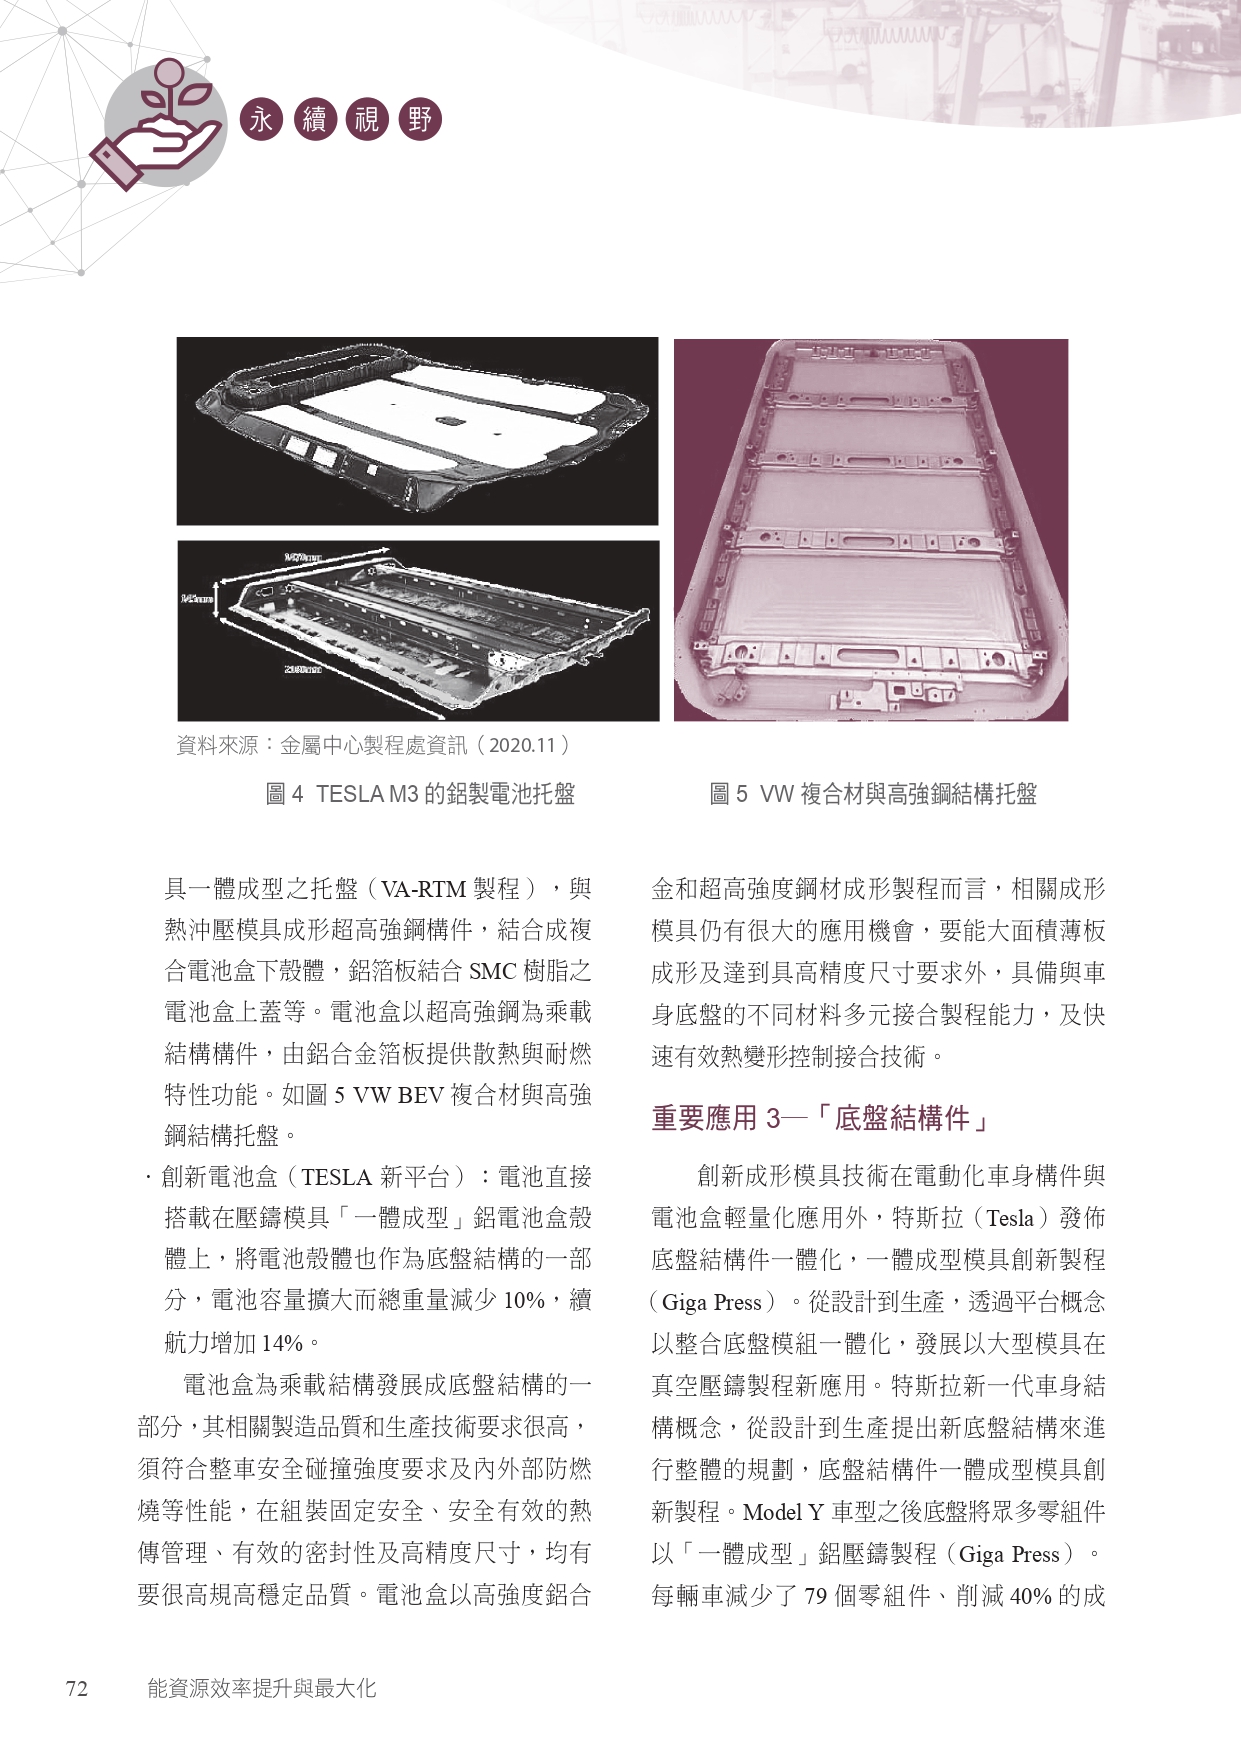 永續視野
資料來源：金屬中心製程處資訊（2020.11）
圖 4 TESLA M3 的鋁製電池托盤
圖 5 VW 複合材與高強鋼結構托盤
具一體成型之托盤（VA-RTM 製程），與
熱沖壓模具成形超高強鋼構件，結合成複
合電池盒下殼體，鋁箔板結合 SMC 樹脂之
電池盒上蓋等。電池盒以超高強鋼為乘載
結構構件，由鋁合金箔板提供散熱與耐燃
特性功能。如圖 5 VW BEV 複合材與高強
鋼結構托盤。
．創新電池盒（TESLA 新平台）：電池直接
搭載在壓鑄模具「一體成型」鋁電池盒殼
體上，將電池殼體也作為底盤結構的一部
分，電池容量擴大而總重量減少 10%，續
航力增加 14%。
電池盒為乘載結構發展成底盤結構的一
部分，其相關製造品質和生產技術要求很高，
須符合整車安全碰撞強度要求及內外部防燃
燒等性能，在組裝固定安全、安全有效的熱
傳管理、有效的密封性及高精度尺寸，均有
要很高規高穩定品質。電池盒以高強度鋁合
金和超高強度鋼材成形製程而言，相關成形
模具仍有很大的應用機會，要能大面積薄板
成形及達到具高精度尺寸要求外，具備與車
身底盤的不同材料多元接合製程能力，及快
速有效熱變形控制接合技術。
重要應用 3─「底盤結構件」
創新成形模具技術在電動化車身構件與
電池盒輕量化應用外，特斯拉（Tesla）發佈
底盤結構件一體化，一體成型模具創新製程
（Giga Press）。從設計到生產，透過平台概念
以整合底盤模組一體化，發展以大型模具在
真空壓鑄製程新應用。特斯拉新一代車身結
構概念，從設計到生產提出新底盤結構來進
行整體的規劃，底盤結構件一體成型模具創
新製程。Model Y 車型之後底盤將眾多零組件
以「一體成型」鋁壓鑄製程（Giga Press）。
每輛車減少了 79 個零組件、削減 40% 的成
72 能資源效率提升與最大化